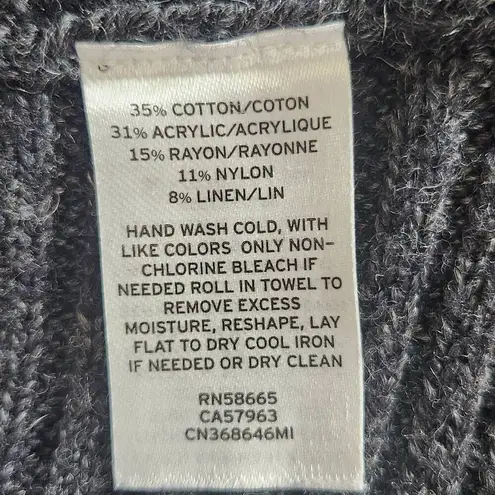 35% COTTON/COTON
31% ACRYLIC/ACRYLIQUE
15% RAYON/RAYONNE
11% NYLON
8% LINEN/LIN
HAND WASH COLD, WITH
LIKE COLORS ONLY NON-
CHLORINE BLEACH IF
NEEDED ROLL IN TOWEL TO
REMOVE EXCESS
MOISTURE, RESHAPE, LAY
FLAT TO DRY COOL IRON
IF NEEDED OR DRY CLEAN
RN58665
CA57963
CN368646MI